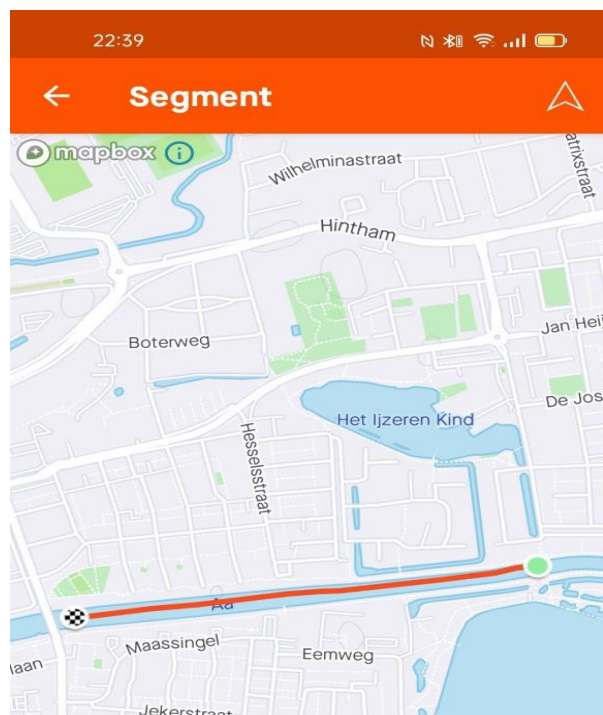 22:39
Segment
mapbox
Wilhelminastraat
Hintham
Boterweg
Jan Hei
De Jos
Het Ijzeren Kind
Hesselsstraat
Aa
Maassingel
Eemweg
laan
Jekerstraat
atrixstraat